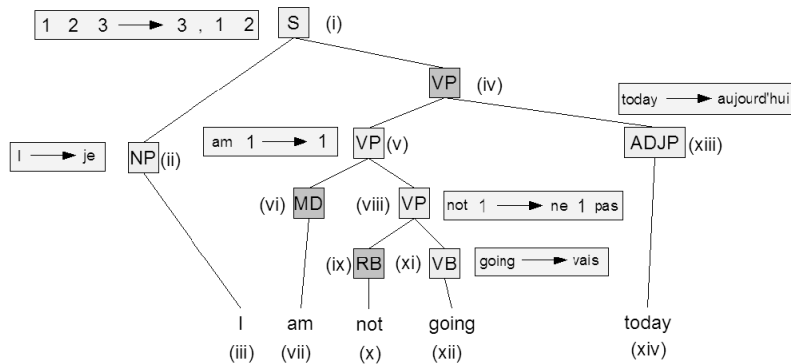 1 2 3 → 3 , 1 2 S (i)
VP (iv)
today → aujourd'hui
I → je NP (ii) am 1 → 1 VP (v) ADJP (xiii)
(vi) MD (viii) VP not 1 → ne 1 pas
(ix) RB (xi) VB going → vais
I am not going today
(iii) (vii) (x) (xii) (xiv)